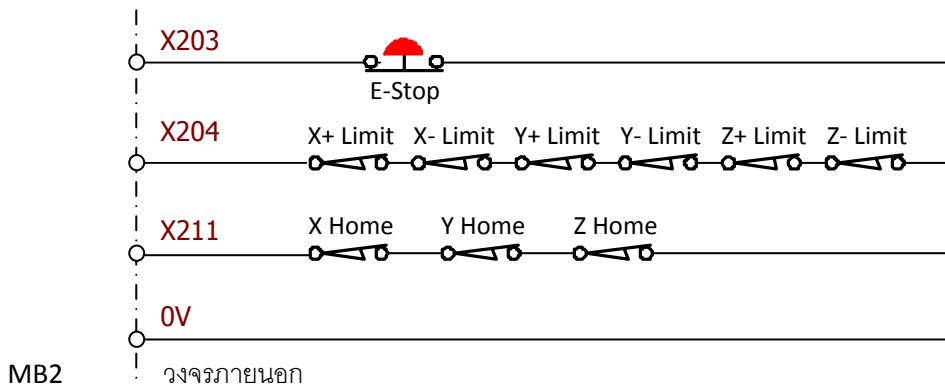 X203
E-Stop
X204
X+ Limit X- Limit Y+ Limit Y- Limit Z+ Limit Z- Limit
X211
X Home Y Home Z Home
0V
MB2 วงจรภายนอก